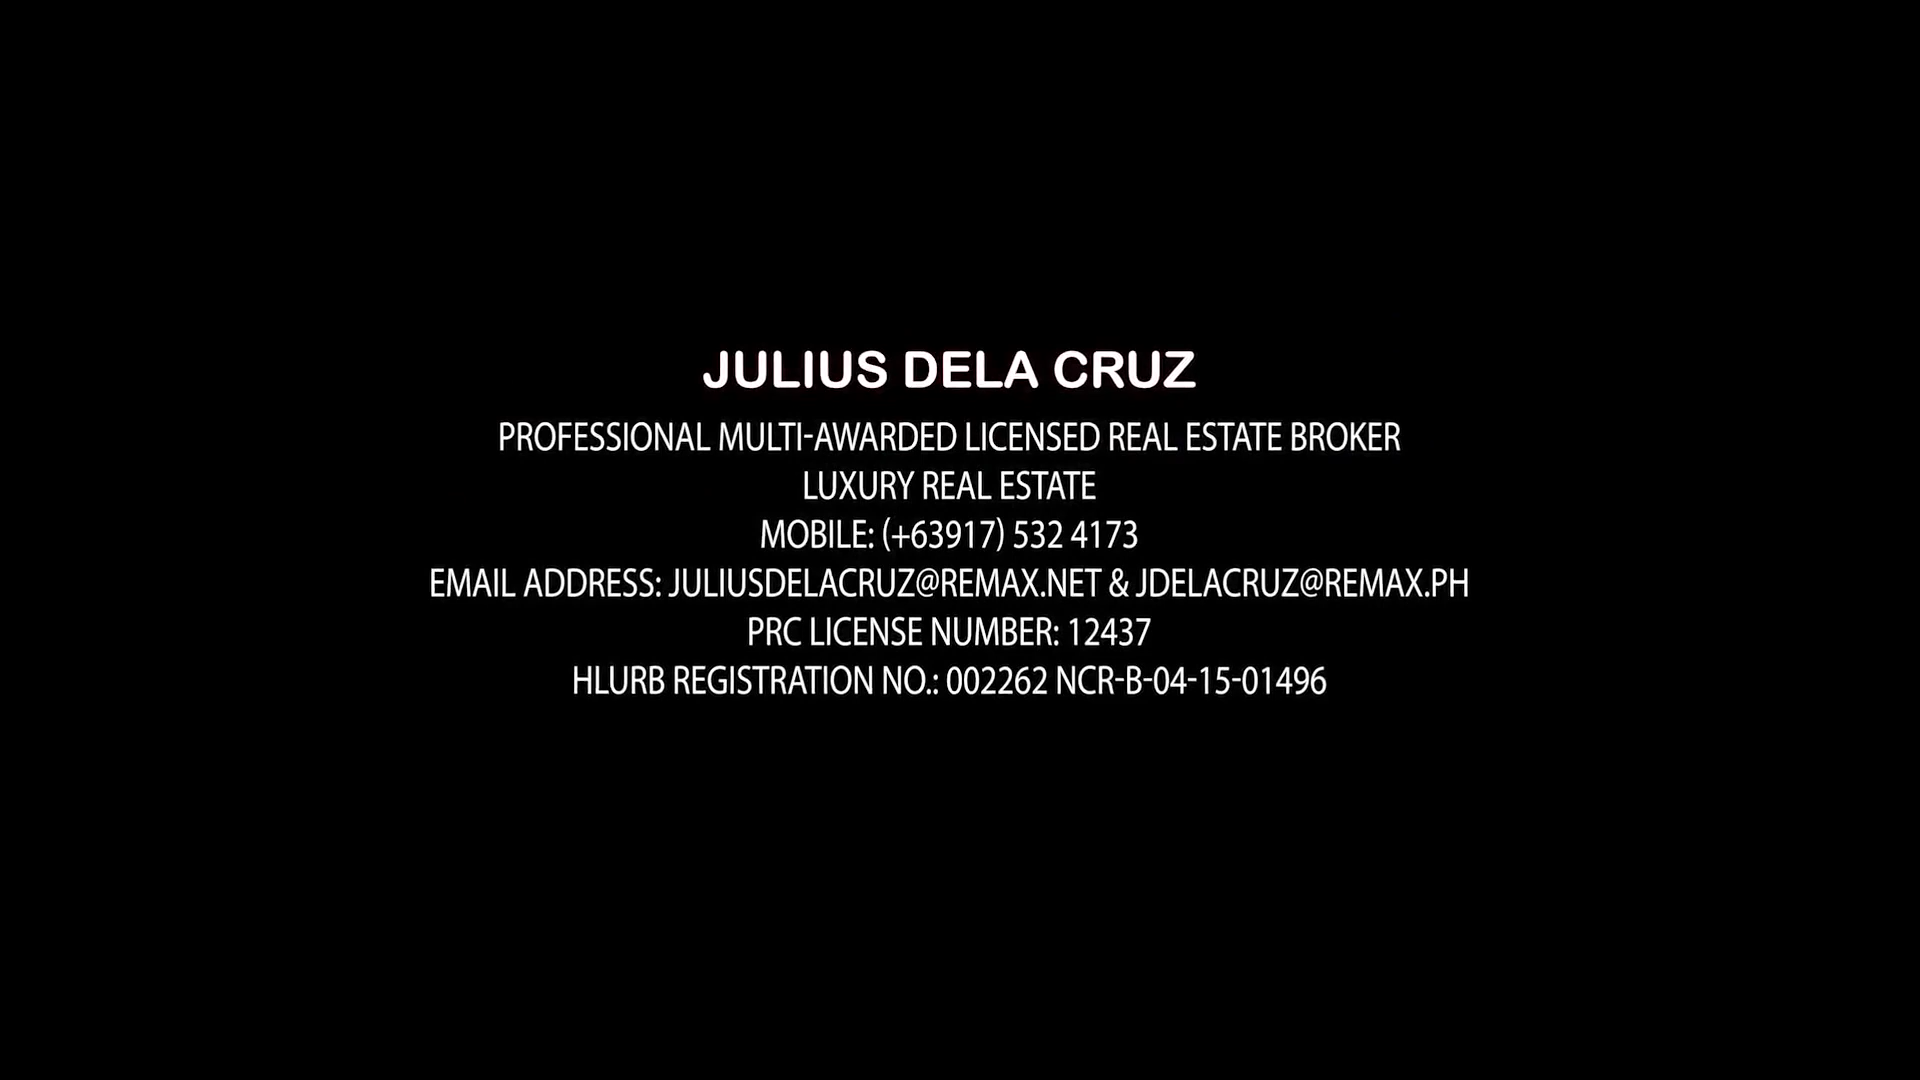 JULIUS DELA CRUZ
PROFESSIONAL MULTI-AWARDED LICENSED REAL ESTATE BROKER
LUXURY REAL ESTATE
MOBILE: (+63917) 532 4173
EMAIL ADDRESS: JULIUSDELACRUZ@REMAX.NET & JDELACRUZ@REMAX.PH
PRC LICENSE NUMBER: 12437
HLURB REGISTRATION NO.: 002262 NCR-B-04-15-01496